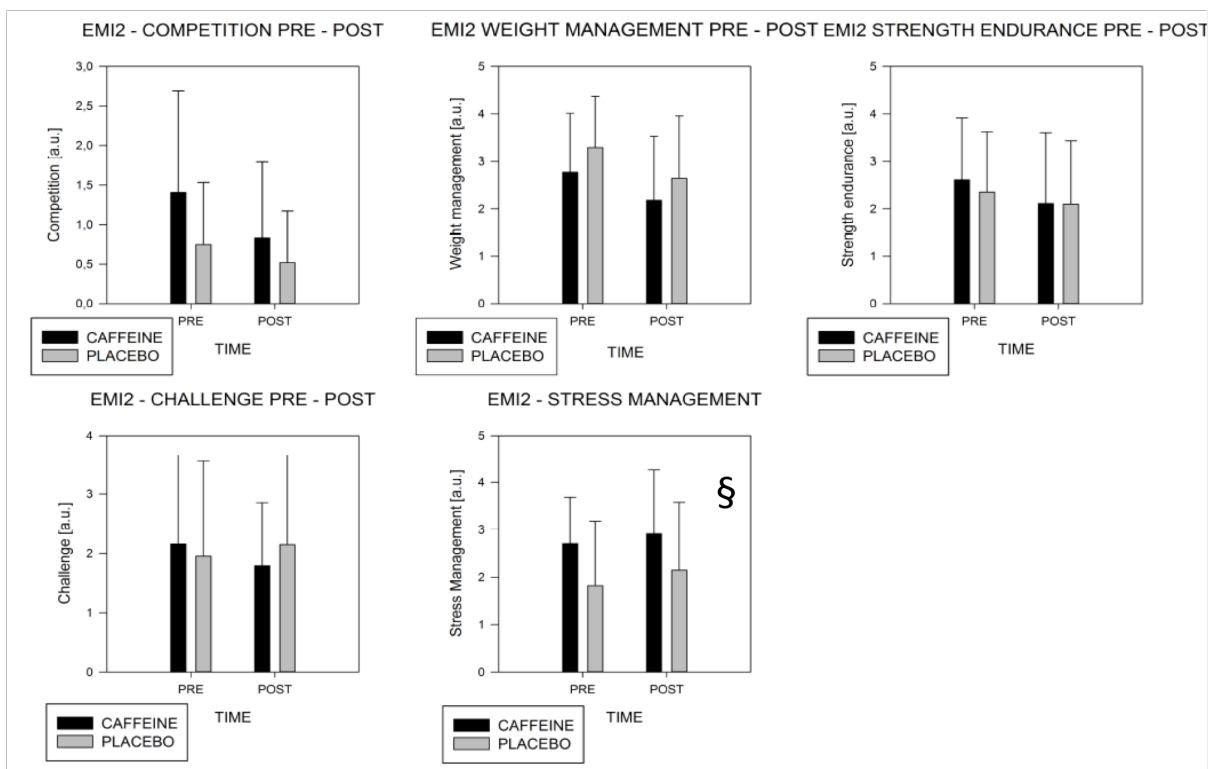 EMI2 - COMPETITION PRE - POST
3,0
2,5
2,0
1,5
1,0
0,5
0,0
Competition [a.u.]
PRE
POST
TIME
CAFFEINE
PLACEBO
EMI2 WEIGHT MANAGEMENT PRE - POST
5
4
3
2
1
0
Weight management [a.u.]
PRE
POST
TIME
CAFFEINE
PLACEBO
EMI2 STRENGTH ENDURANCE PRE - POST
5
4
3
2
1
0
Strength endurance [a.u.]
PRE
POST
TIME
CAFFEINE
PLACEBO
EMI2 - CHALLENGE PRE - POST
4
3
2
1
0
Challenge [a.u.]
PRE
POST
TIME
CAFFEINE
PLACEBO
EMI2 - STRESS MANAGEMENT
5
4
3
2
1
0
Stress Management [a.u.]
§
PRE
POST
TIME
CAFFEINE
PLACEBO